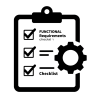 FUNCTIONAL
Requirements
Checklist